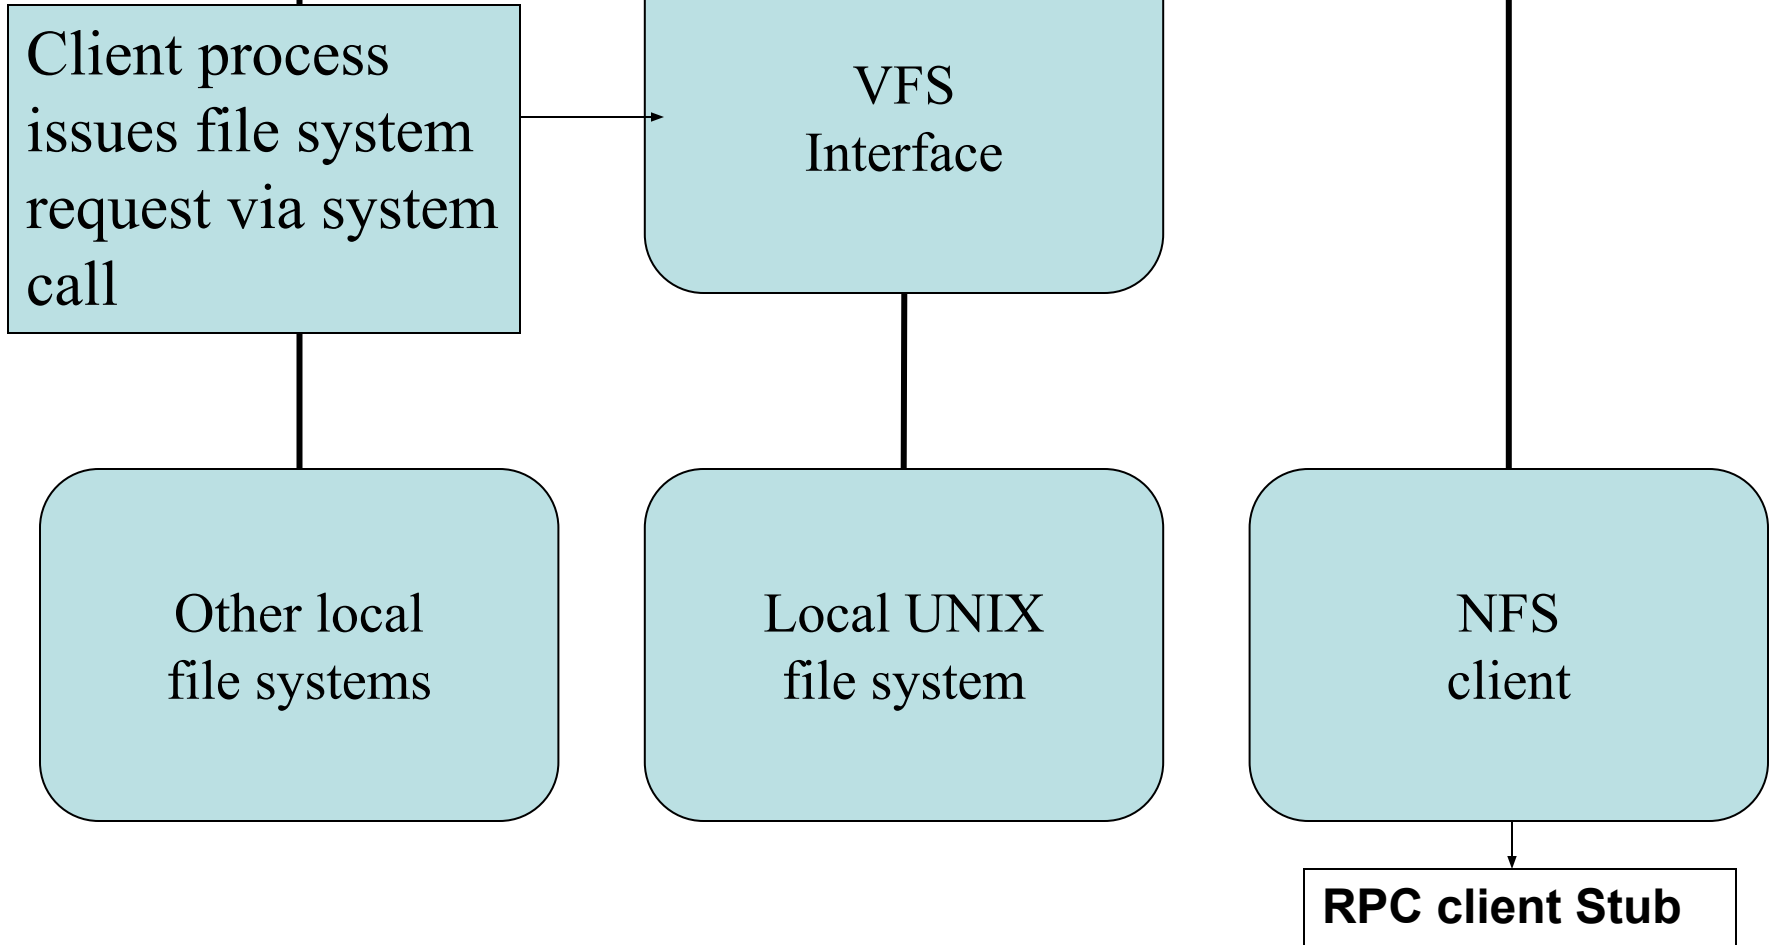 Client process
issues file system
request via system
call
VFS
Interface
Other local
file systems
Local UNIX
file system
NFS
client
RPC client Stub